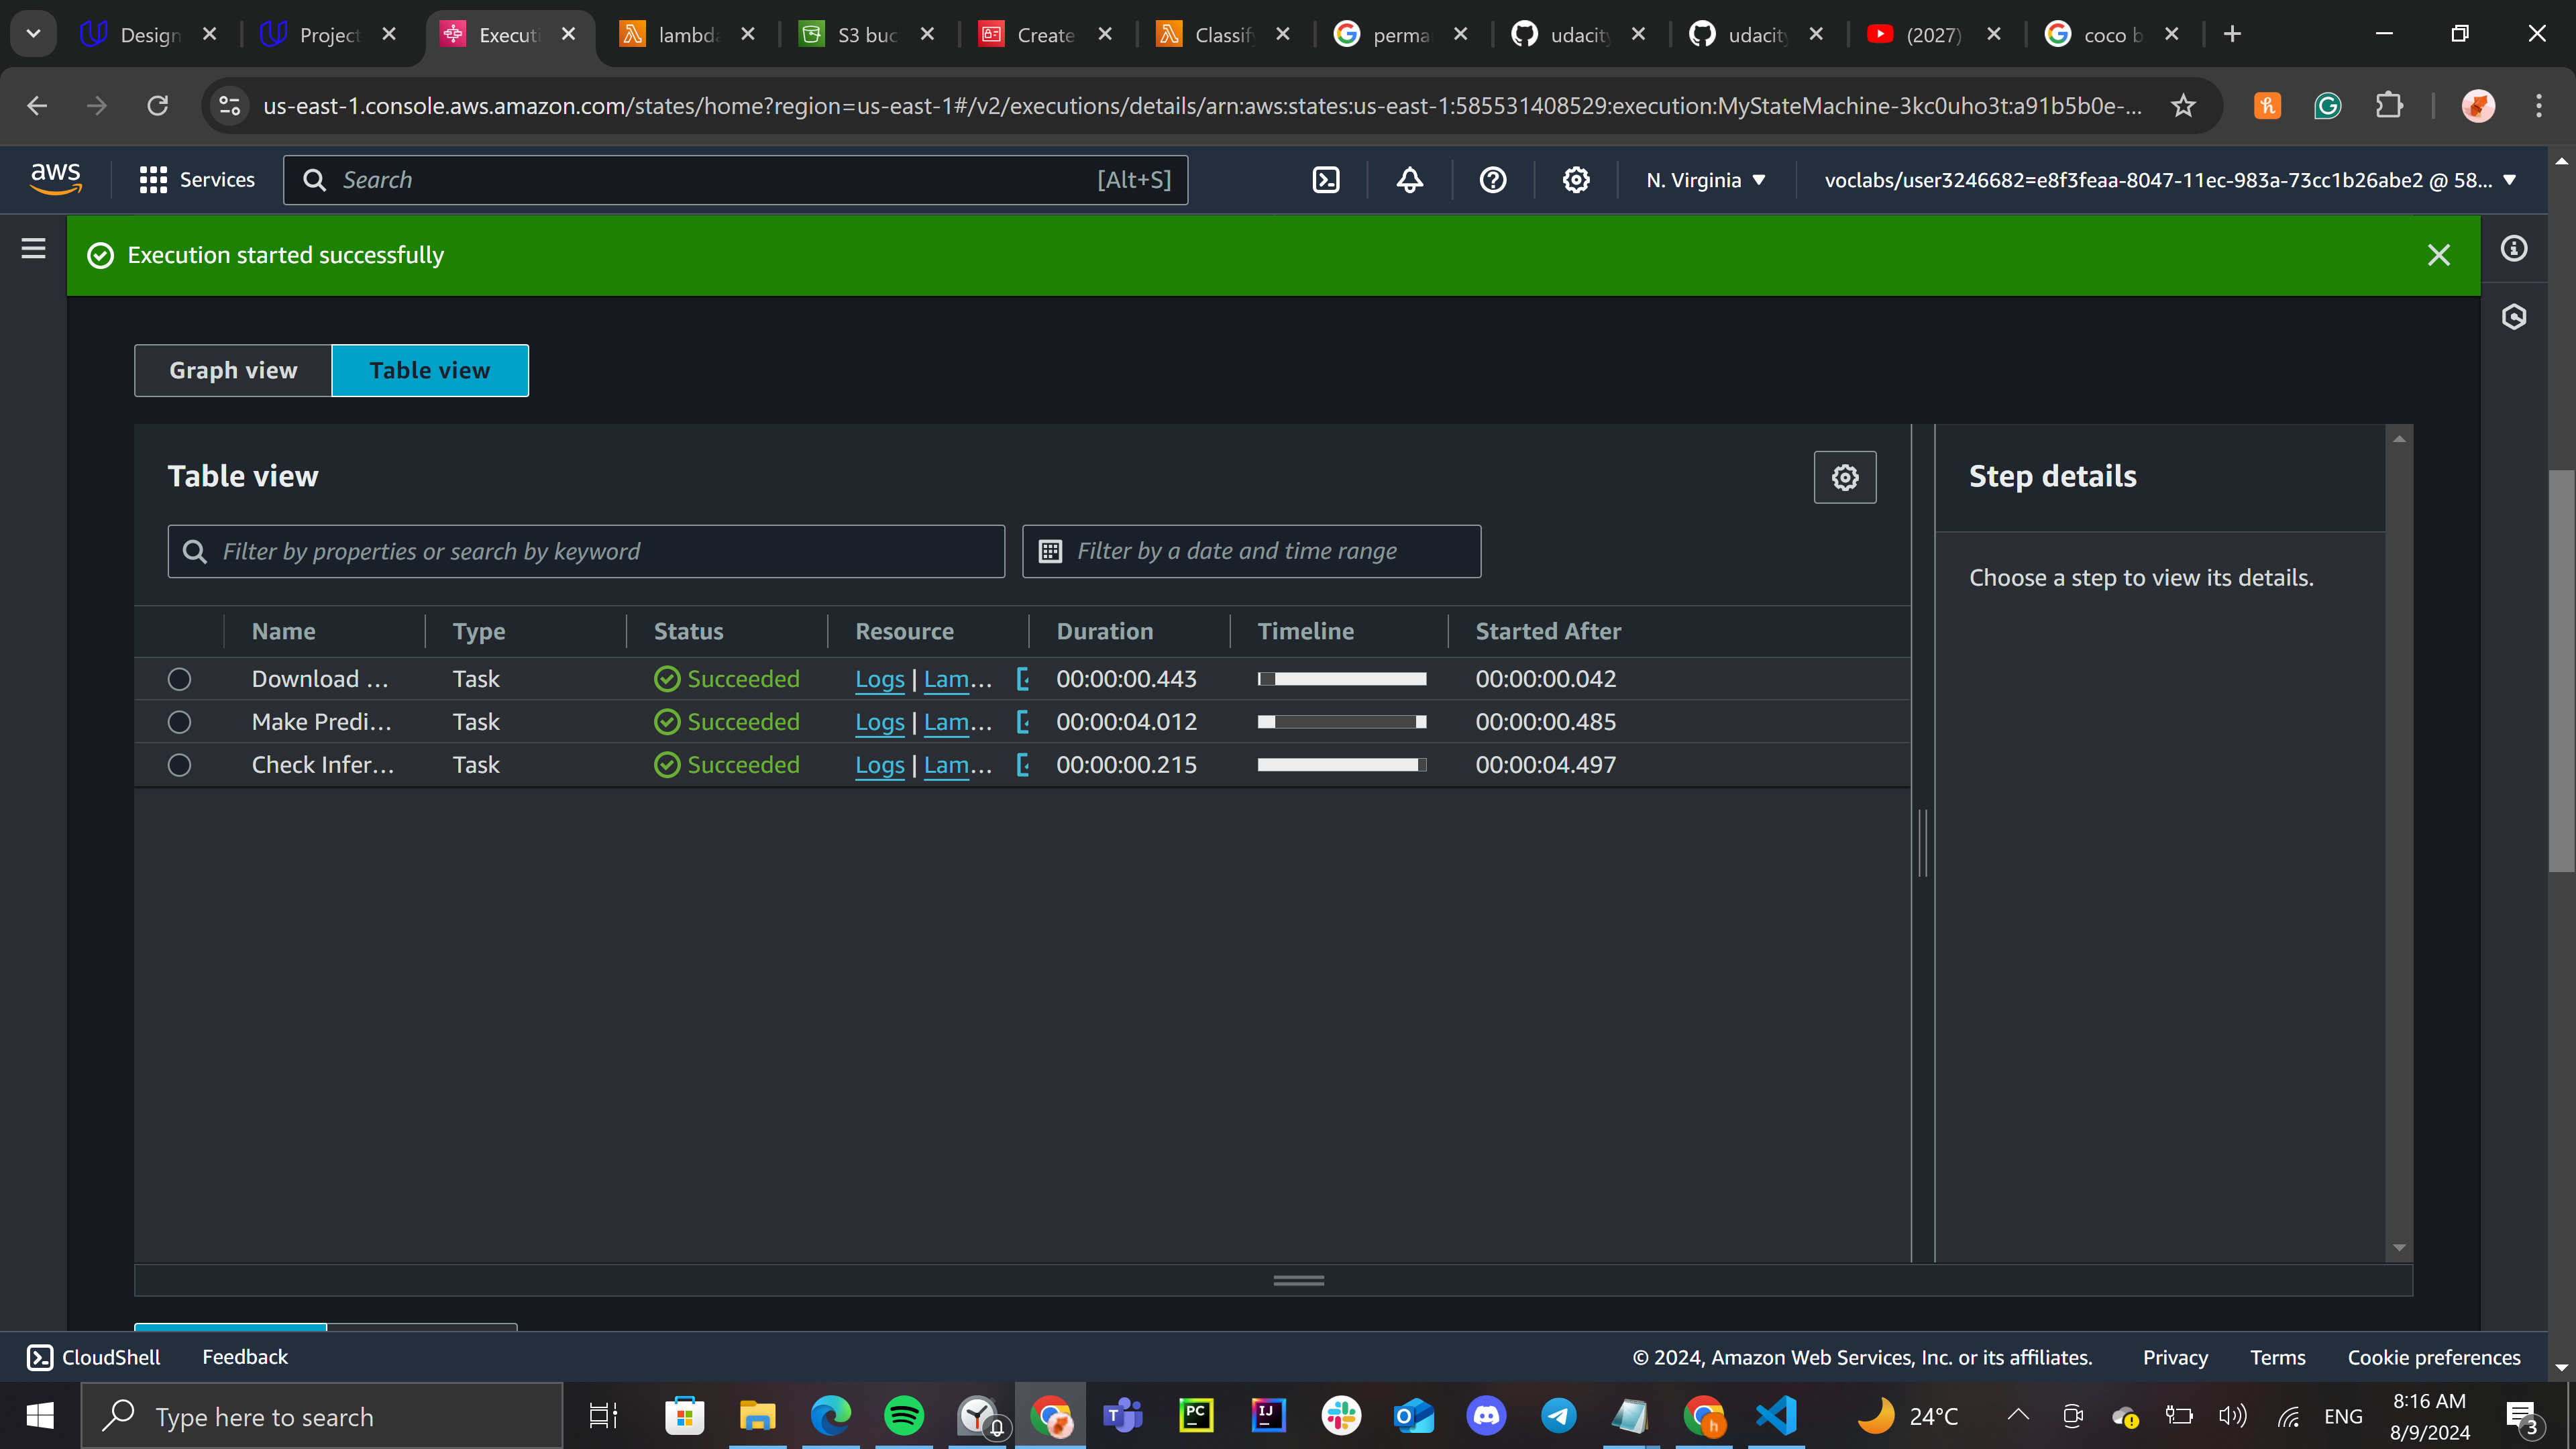 Design
Project
Executi
lambda
S3 buc
Create
Classify
perma
udacity
udacity
(2027)
coco b
us-east-1.console.aws.amazon.com/states/home?region=us-east-1#/v2/executions/details/arn:aws:states:us-east-1:585531408529:execution:MyStateMachine-3kc0uho3t:a91b5b0e-...
aws Services Search [Alt+S] N. Virginia voclabs/user3246682=e8f3feaa-8047-11ec-983a-73cc1b26abe2 @ 58...
Execution started successfully
Graph view Table view
Table view
Step details
Filter by properties or search by keyword Filter by a date and time range
Choose a step to view its details.
Name Type Status Resource Duration Timeline Started After
Download ... Task Succeeded Logs | Lam... 00:00:00.443 00:00:00.042
Make Predi... Task Succeeded Logs | Lam... 00:00:04.012 00:00:00.485
Check Infer... Task Succeeded Logs | Lam... 00:00:00.215 00:00:04.497
CloudShell Feedback © 2024, Amazon Web Services, Inc. or its affiliates. Privacy Terms Cookie preferences
Type here to search
24°C
ENG
8:16 AM
8/9/2024
3